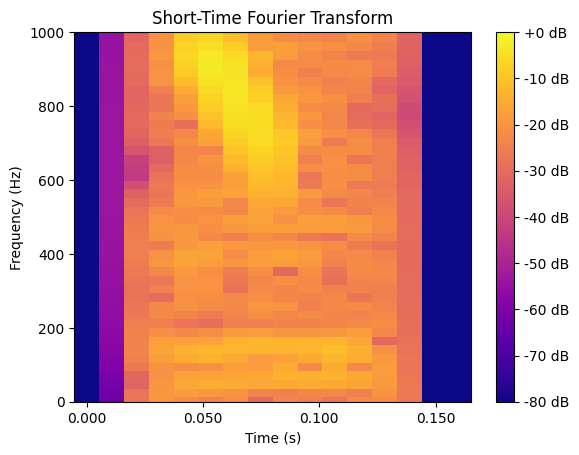 Short-Time Fourier Transform
Frequency (Hz)
1000
800
600
400
200
0
0.000
0.050
0.100
0.150
Time (s)
+0 dB
-10 dB
-20 dB
-30 dB
-40 dB
-50 dB
-60 dB
-70 dB
-80 dB